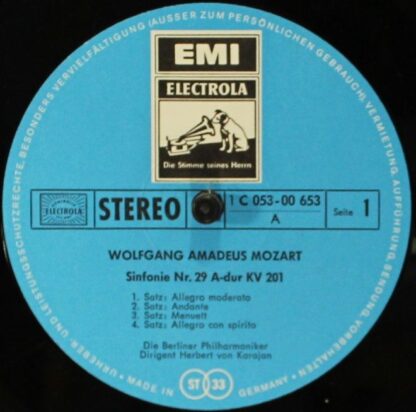 (AUSSER ZUM PERSÖNLICHEN GEBRAUCH), VERMIETUNG, AUFFÜHRUNG, SENDUNG VORBEHALTEN
URHEBER- UND LEISTUNGSSCHUTZRECHTE, BESONDERS VERVIELFÄLTIGUNG
EMI
ELECTROLA
Die Stimme seines Herrn
ELECTROLA
STEREO
1 C 053-00 653
A
Seite 1
WOLFGANG AMADEUS MOZART
Sinfonie Nr. 29 A-dur KV 201
1. Satz: Allegro moderato
2. Satz: Andante
3. Satz: Menuett
4. Satz: Allegro con spirito
Die Berliner Philharmoniker
Dirigent Herbert von Karajan
MADE IN ST 33 GERMANY